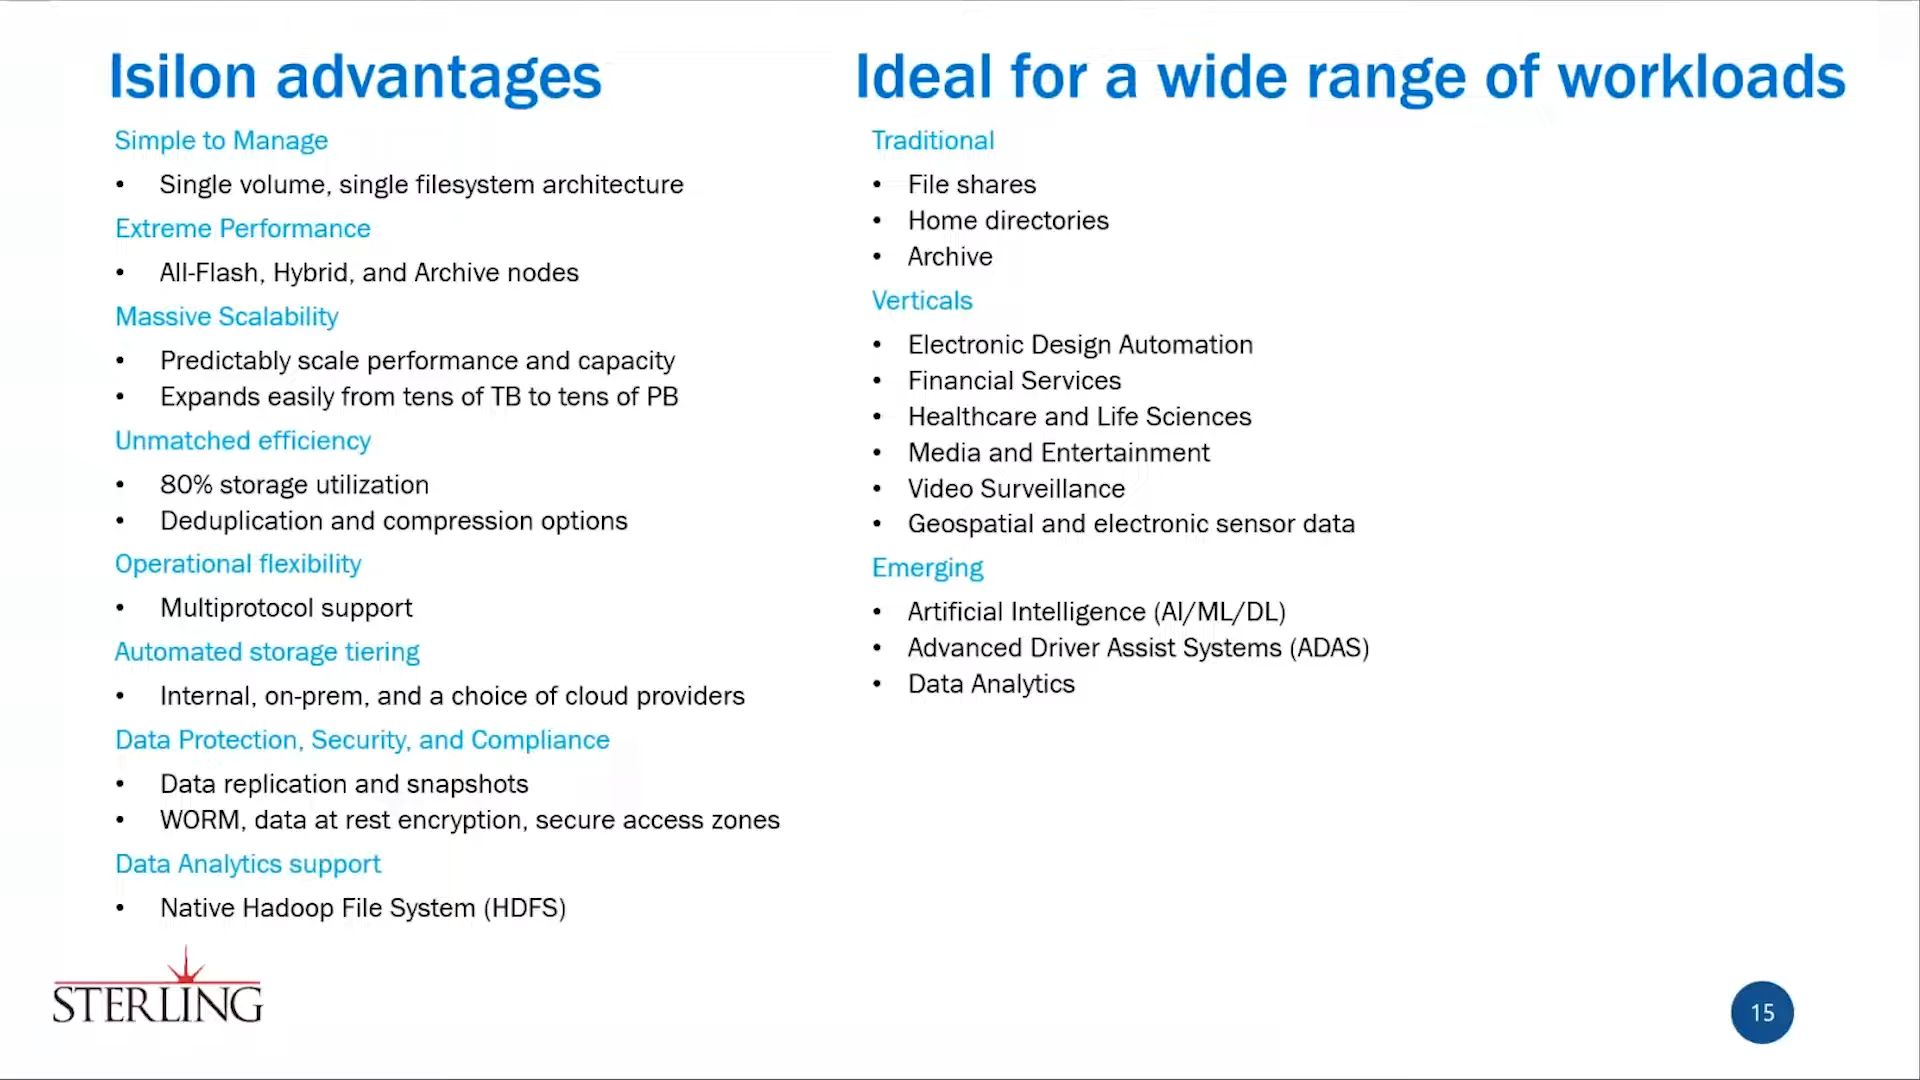 Isilon advantages
Simple to Manage
• Single volume, single filesystem architecture
Extreme Performance
• All-Flash, Hybrid, and Archive nodes
Massive Scalability
• Predictably scale performance and capacity
• Expands easily from tens of TB to tens of PB
Unmatched efficiency
• 80% storage utilization
• Deduplication and compression options
Operational flexibility
• Multiprotocol support
Automated storage tiering
• Internal, on-prem, and a choice of cloud providers
Data Protection, Security, and Compliance
• Data replication and snapshots
• WORM, data at rest encryption, secure access zones
Data Analytics support
• Native Hadoop File System (HDFS)
Ideal for a wide range of workloads
Traditional
• File shares
• Home directories
• Archive
Verticals
• Electronic Design Automation
• Financial Services
• Healthcare and Life Sciences
• Media and Entertainment
• Video Surveillance
• Geospatial and electronic sensor data
Emerging
• Artificial Intelligence (AI/ML/DL)
• Advanced Driver Assist Systems (ADAS)
• Data Analytics
STERLING
15